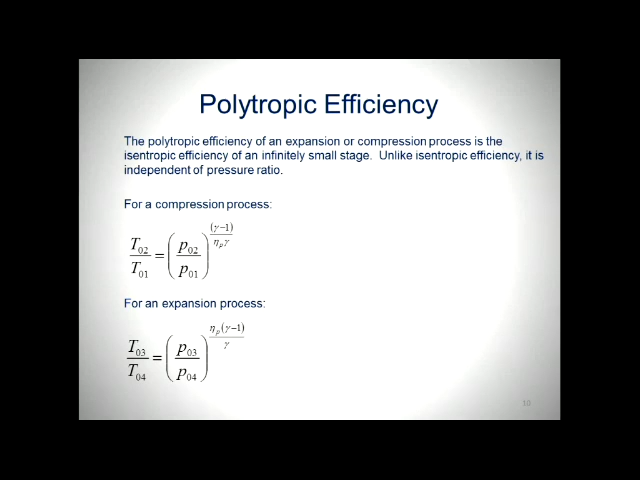 Polytropic Efficiency
The polytropic efficiency of an expansion or compression process is the
isentropic efficiency of an infinitely small stage. Unlike isentropic efficiency, it is
independent of pressure ratio.
For a compression process:
T₀₂/T₀₁ = (p₀₂/p₀₁)^((γ−1)/(ηₚγ))
For an expansion process:
T₀₃/T₀₄ = (p₀₃/p₀₄)^(ηₚ(γ−1)/γ)
10